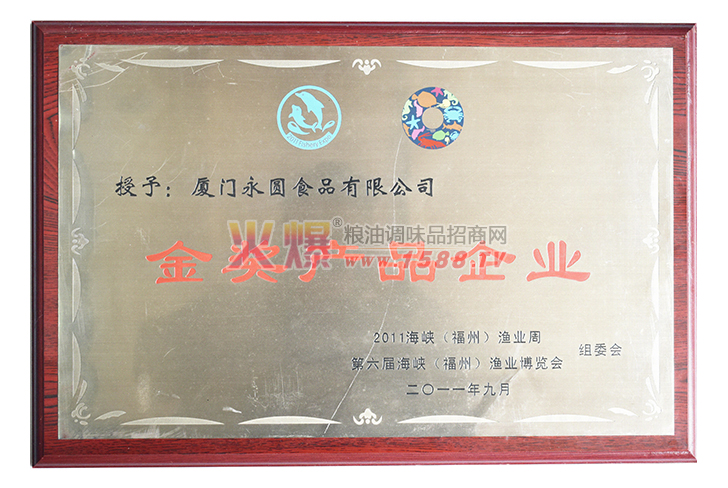 授予：厦门永圆食品有限公司
火爆®粮油调味品招商网
www.1588.TV
金奖产品企业
2011海峡（福州）渔业周
第六届海峡（福州）渔业博览会
组委会
二〇一一年九月